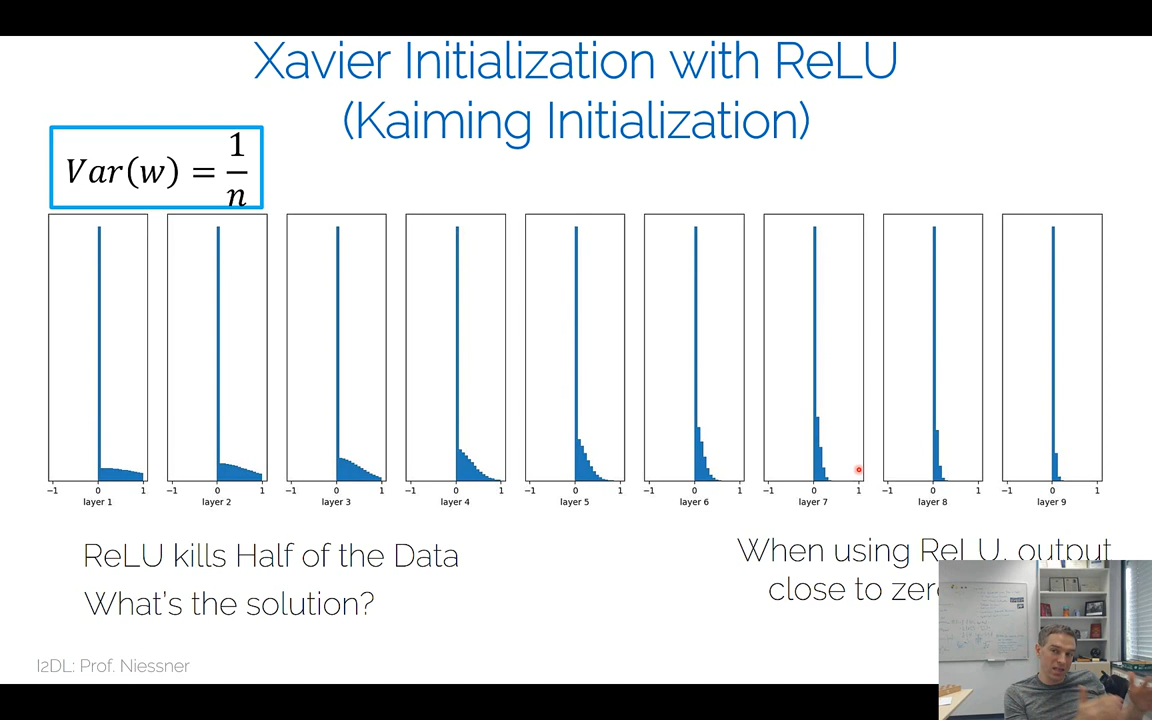 Xavier Initialization with ReLU
(Kaiming Initialization)
Var(w) = 1/n
−1 0 1 −1 0 1 −1 0 1 −1 0 1 −1 0 1 −1 0 1 −1 0 1 −1 0 1 −1 0 1
layer 1 layer 2 layer 3 layer 4 layer 5 layer 6 layer 7 layer 8 layer 9
ReLU kills Half of the Data
What's the solution?
When using ReLU, output
close to
I2DL: Prof. Niessner